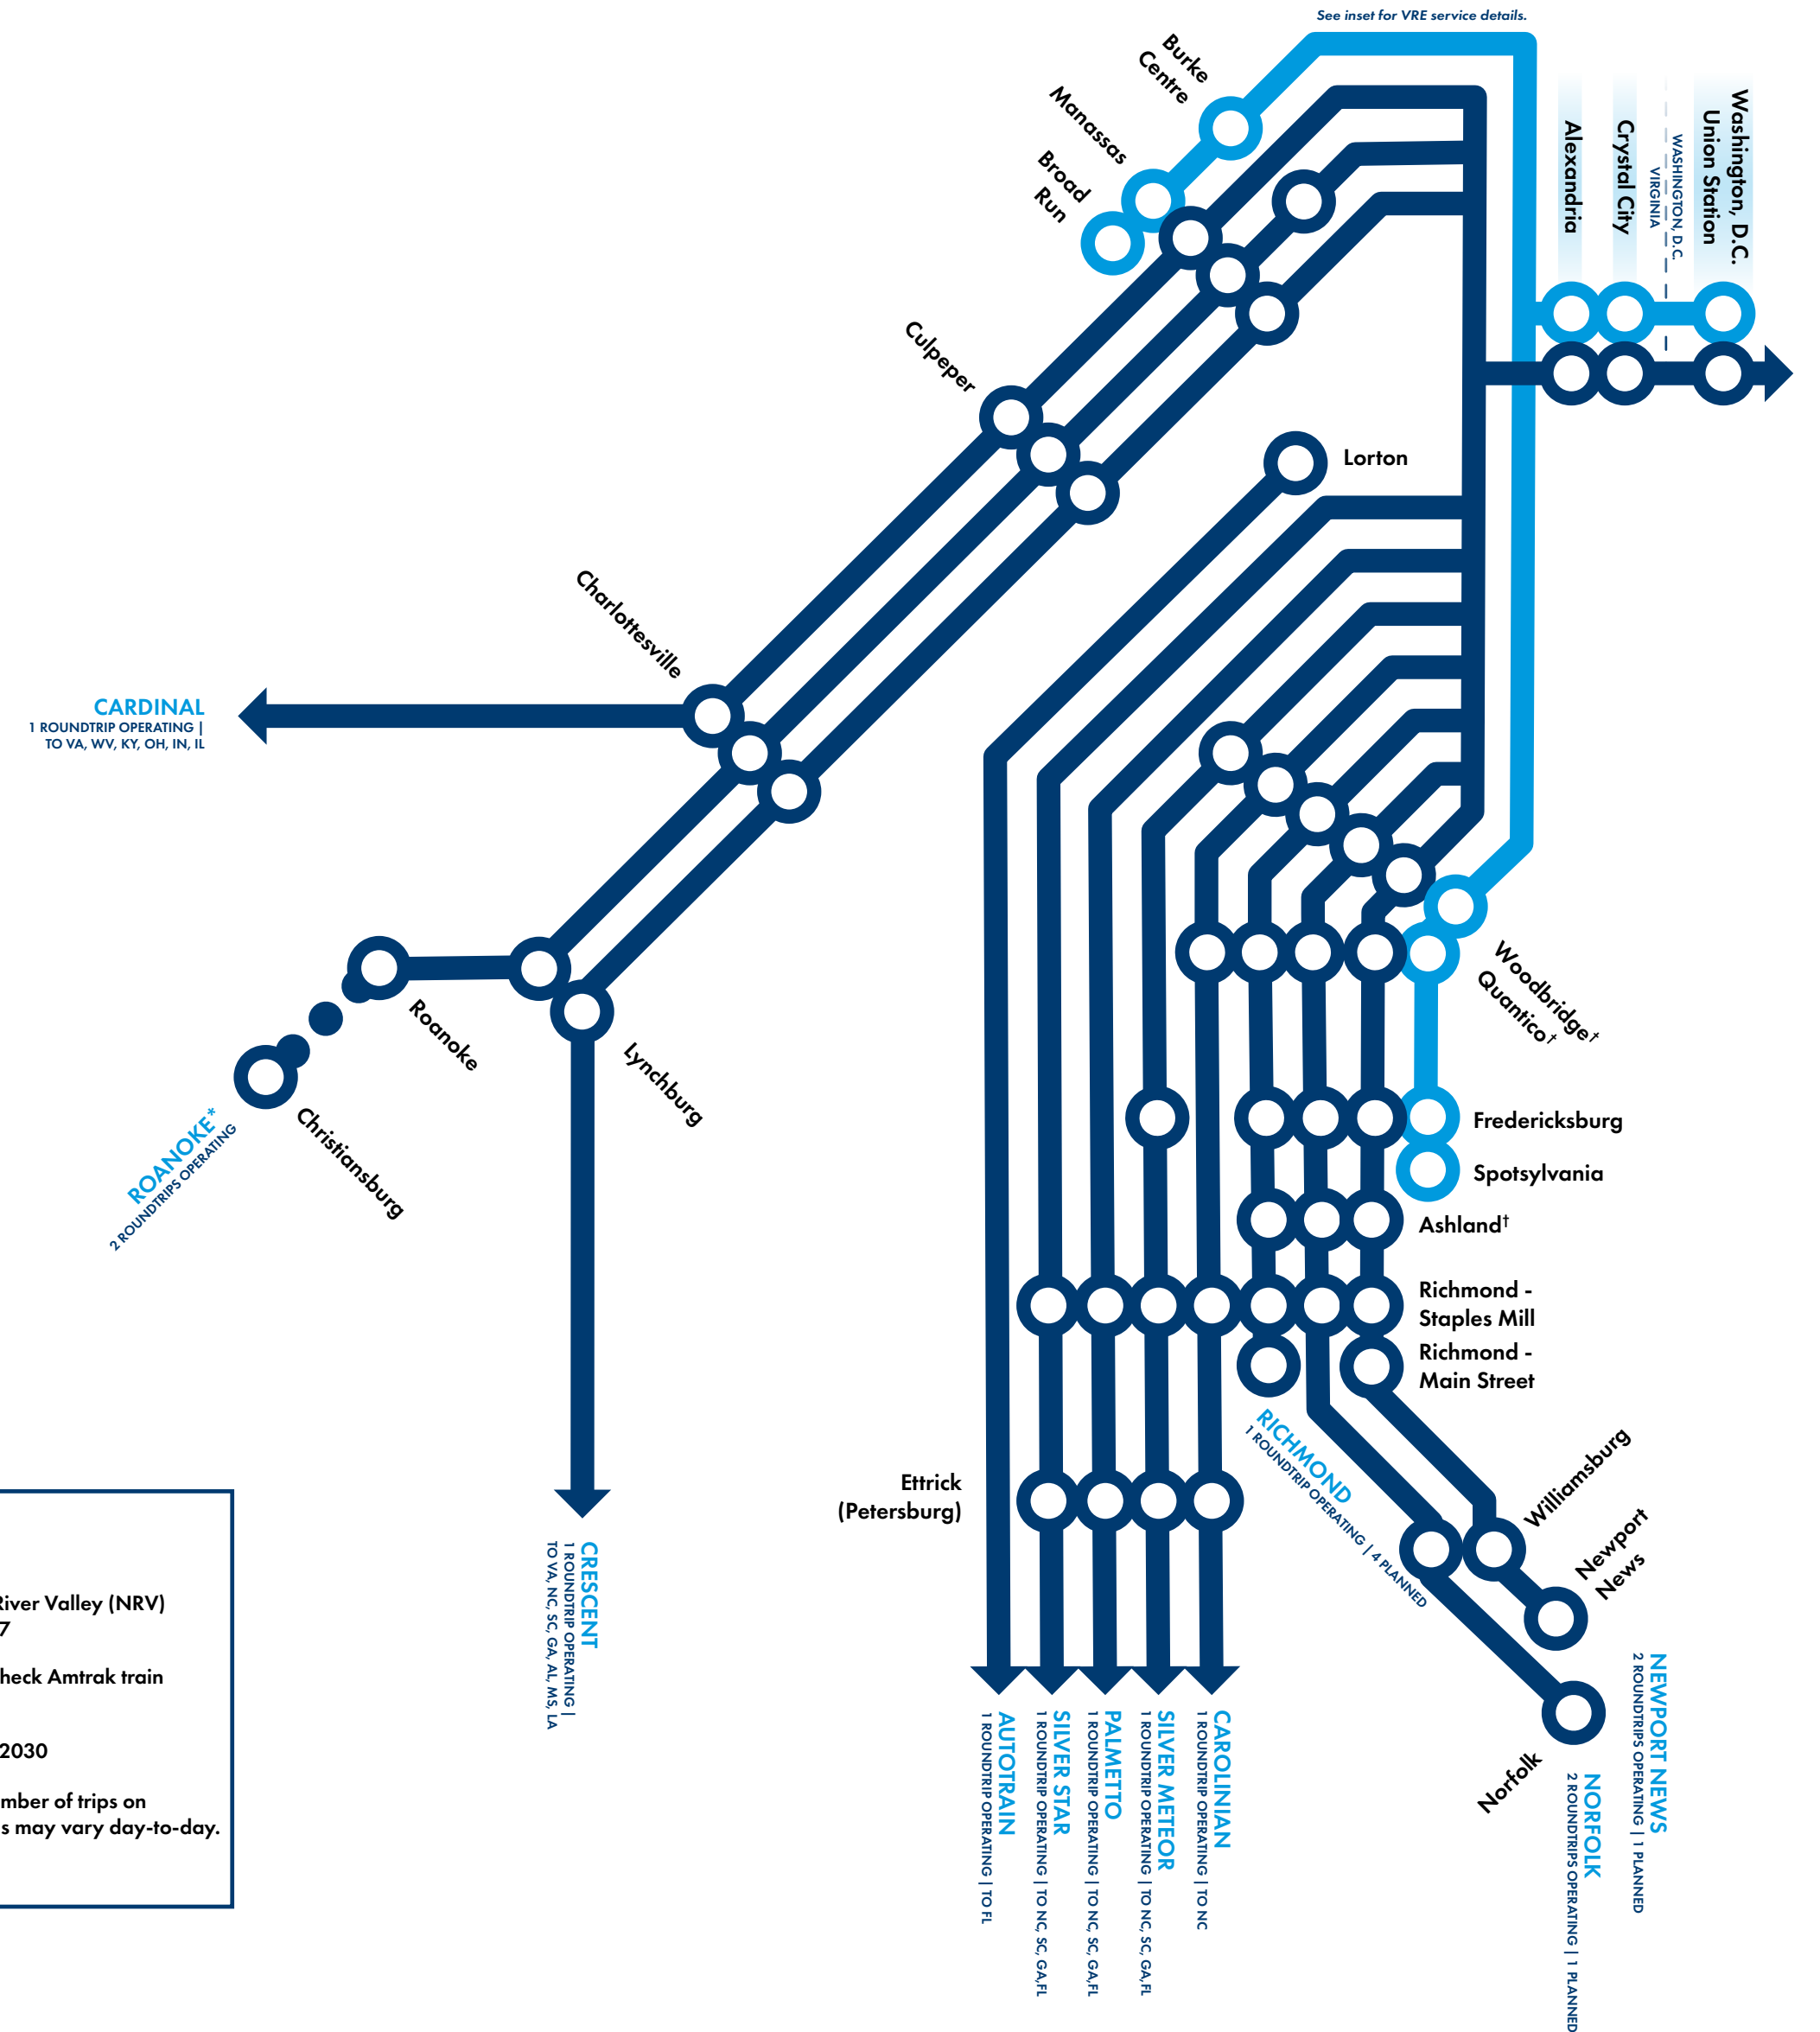 See inset for VRE service details.
Burke
Centre
Manassas
Broad
Run
Alexandria
Crystal City
VIRGINIA
WASHINGTON, D.C.
Washington, D.C.
Union Station
Culpeper
Lorton
Charlottesville
CARDINAL
1 ROUNDTRIP OPERATING |
TO VA, WV, KY, OH, IN, IL
Woodbridge†
Quantico†
Roanoke
Lynchburg
Christiansburg
ROANOKE*
2 ROUNDTRIPS OPERATING
Fredericksburg
Spotsylvania
Ashland†
Richmond -
Staples Mill
Richmond -
Main Street
RICHMOND
1 ROUNDTRIP OPERATING | 4 PLANNED
Ettrick
(Petersburg)
Williamsburg
Newport
News
Norfolk
CRESCENT
1 ROUNDTRIP OPERATING |
TO VA, NC, SC, GA, AL, MS, LA
River Valley (NRV)
7
heck Amtrak train
2030
mber of trips on
s may vary day-to-day.
AUTOTRAIN
1 ROUNDTRIP OPERATING | TO FL
SILVER STAR
1 ROUNDTRIP OPERATING | TO NC, SC, GA,FL
PALMETTO
1 ROUNDTRIP OPERATING | TO NC, SC, GA,FL
SILVER METEOR
1 ROUNDTRIP OPERATING | TO NC, SC, GA,FL
CAROLINIAN
1 ROUNDTRIP OPERATING | TO NC
NEWPORT NEWS
2 ROUNDTRIPS OPERATING | 1 PLANNED
NORFOLK
2 ROUNDTRIPS OPERATING | 1 PLANNED